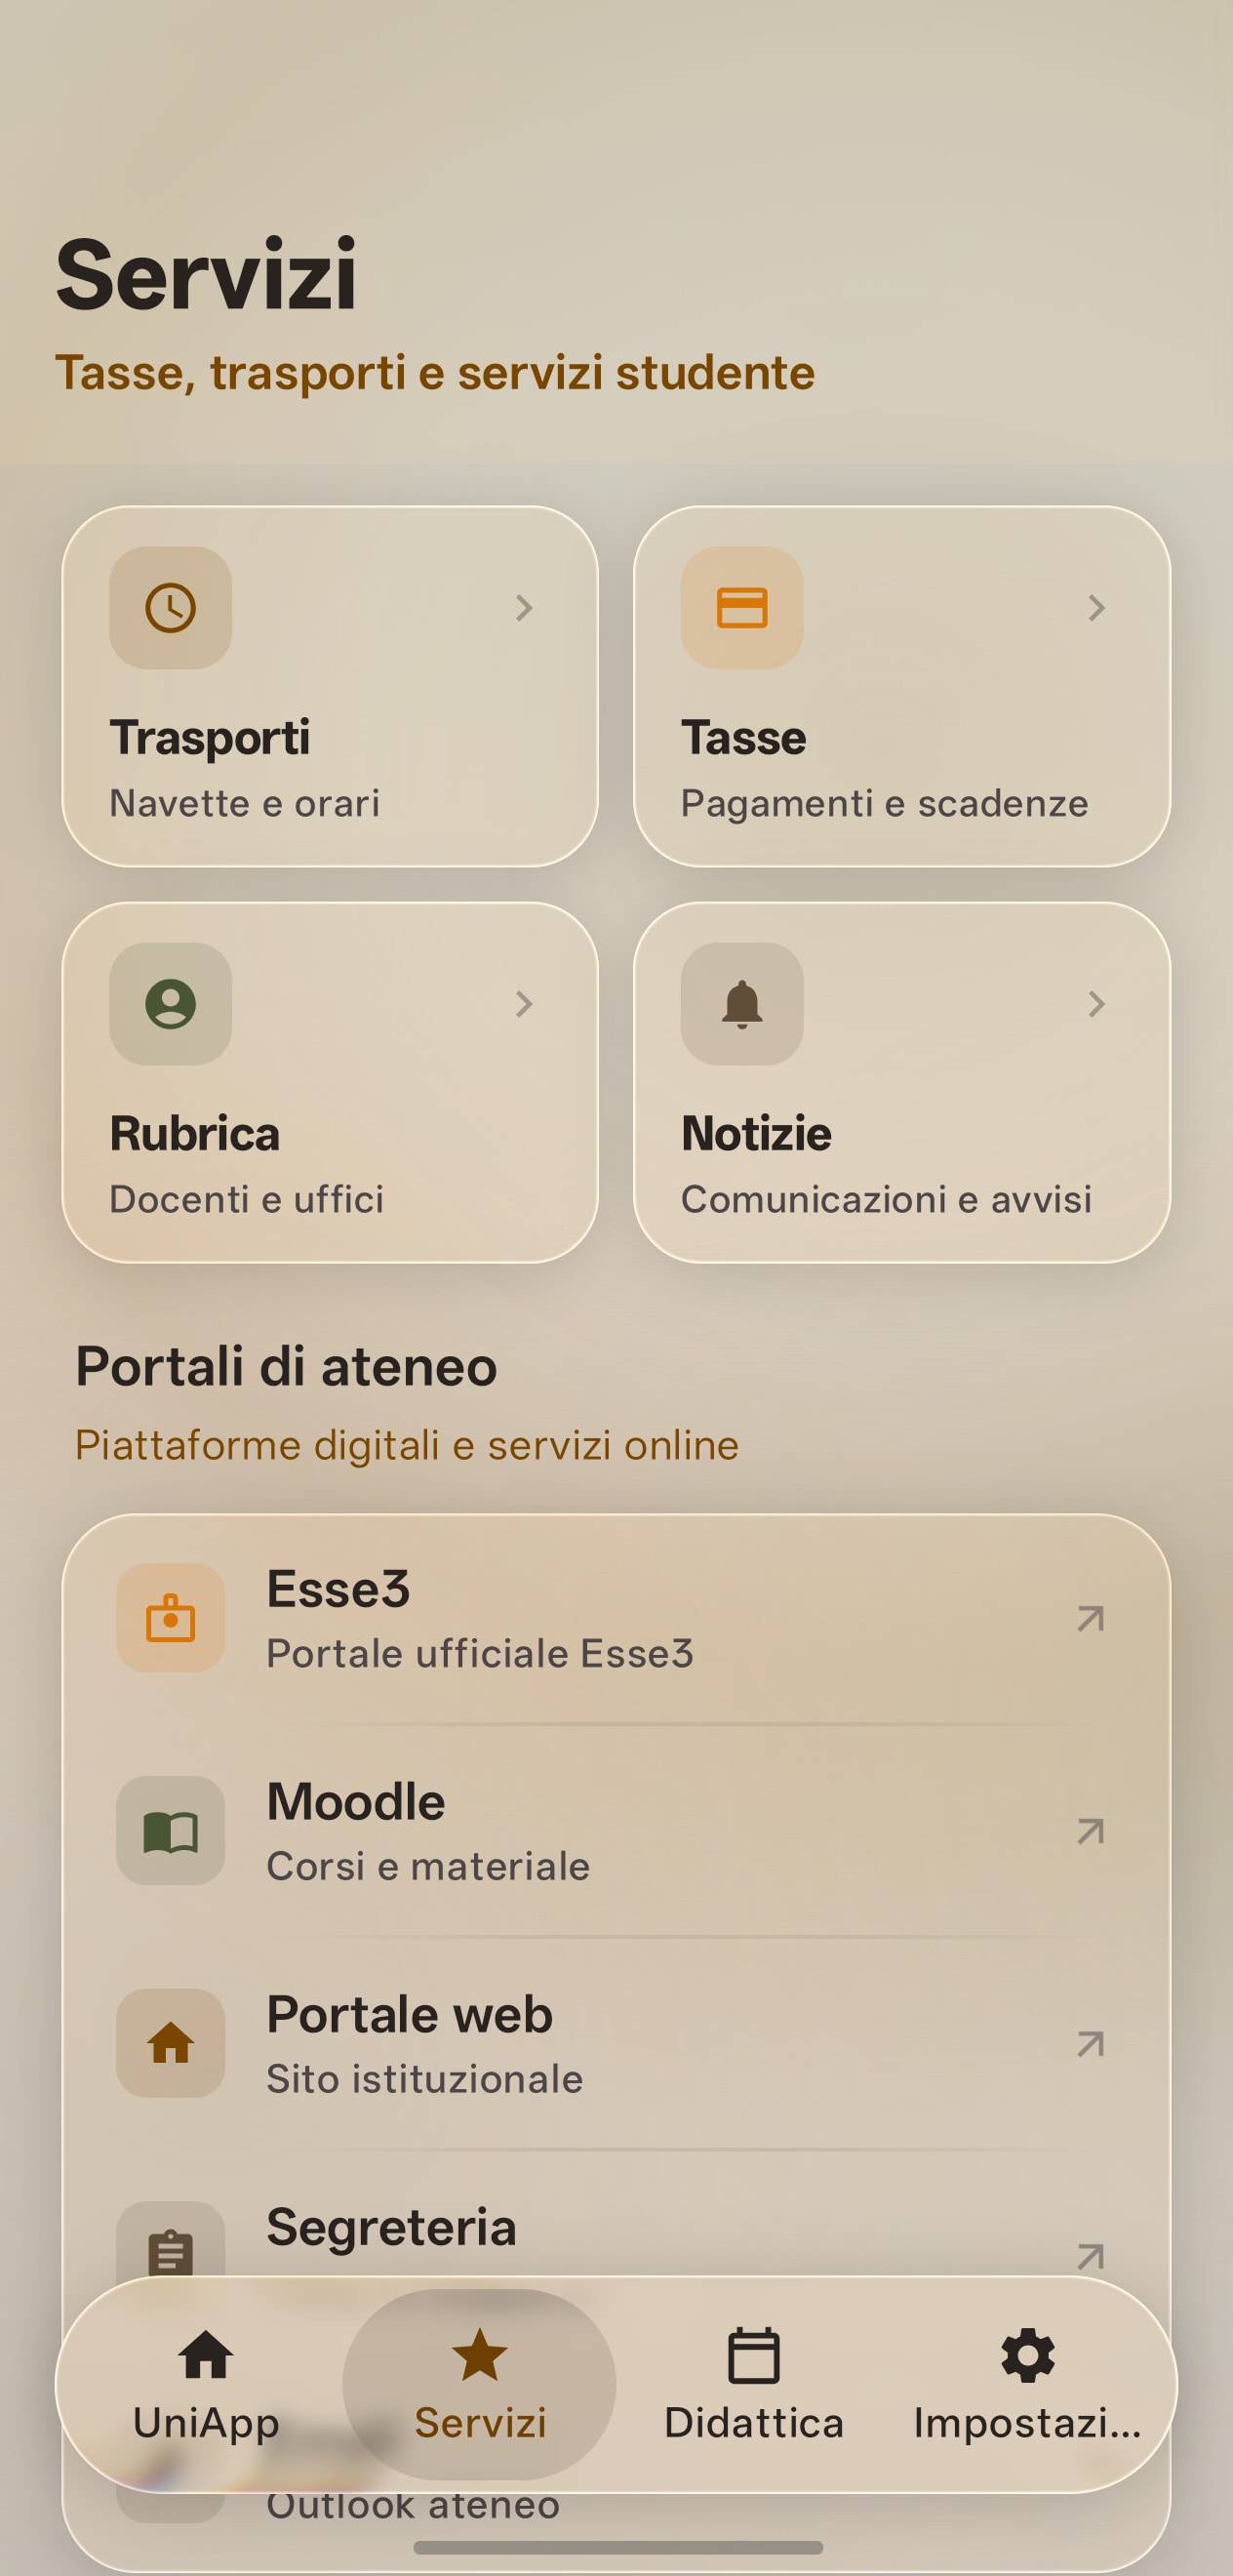 Servizi
Tasse, trasporti e servizi studente
Trasporti
Navette e orari
Tasse
Pagamenti e scadenze
Rubrica
Docenti e uffici
Notizie
Comunicazioni e avvisi
Portali di ateneo
Piattaforme digitali e servizi online
Esse3
Portale ufficiale Esse3
Moodle
Corsi e materiale
Portale web
Sito istituzionale
Segreteria
UniApp
Servizi
Didattica
Impostazi...
Outlook ateneo